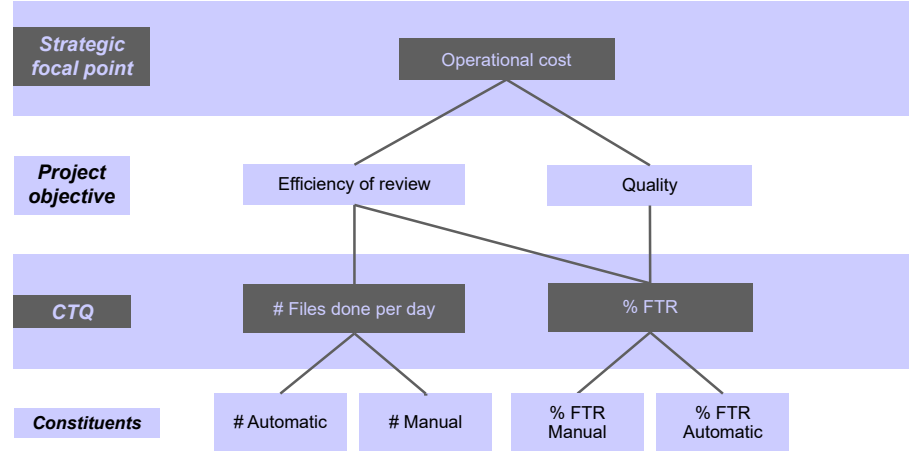 Strategic
focal point
Operational cost
Project
objective
Efficiency of review
Quality
CTQ
# Files done per day
% FTR
Constituents
# Automatic
# Manual
% FTR
Manual
% FTR
Automatic